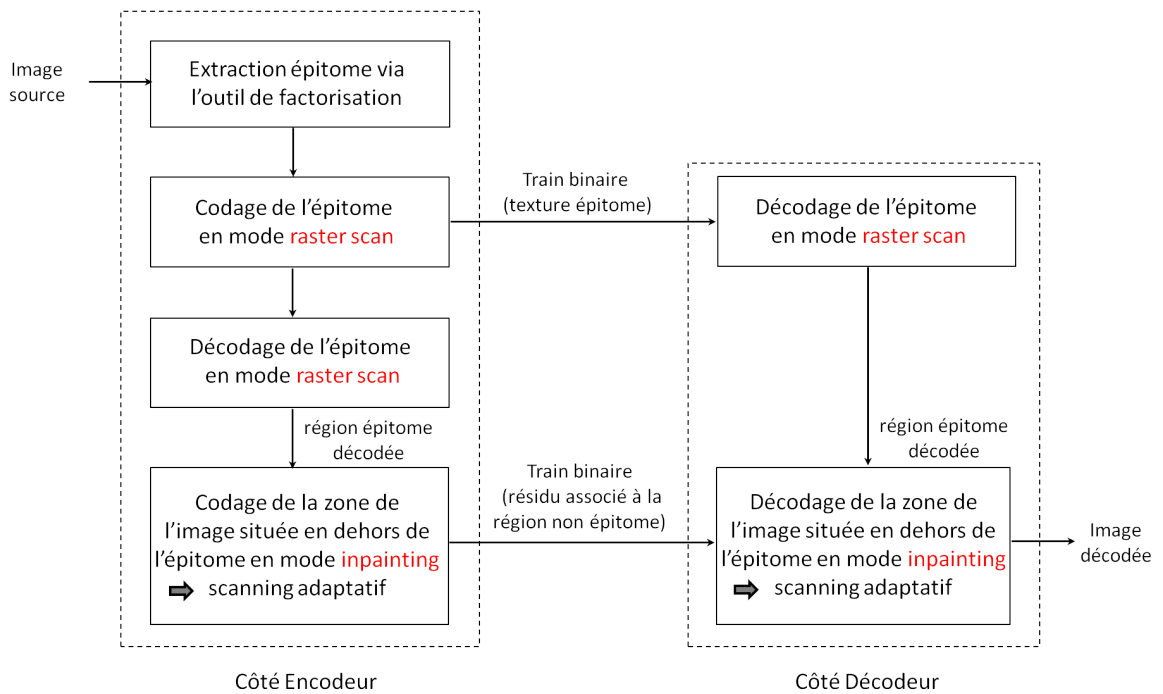 Image
source
Extraction épitome via
l'outil de factorisation
Codage de l'épitome
en mode raster scan
Train binaire
(texture épitome)
Décodage de l'épitome
en mode raster scan
Décodage de l'épitome
en mode raster scan
région épitome
décodée
région épitome
décodée
Codage de la zone de
l'image située en dehors de
l'épitome en mode inpainting
scanning adaptatif
Train binaire
(résidu associé à la
région non épitome)
Décodage de la zone de
l'image située en dehors de
l'épitome en mode inpainting
scanning adaptatif
Image
décodée
Côté Encodeur
Côté Décodeur